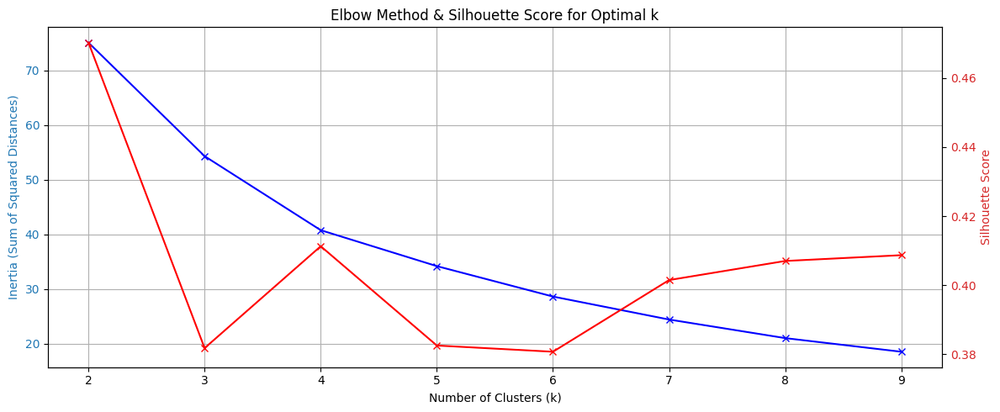 Elbow Method & Silhouette Score for Optimal k
Inertia (Sum of Squared Distances)
70
60
50
40
30
20
0.46
0.44
0.42
0.40
0.38
Silhouette Score
2 3 4 5 6 7 8 9
Number of Clusters (k)